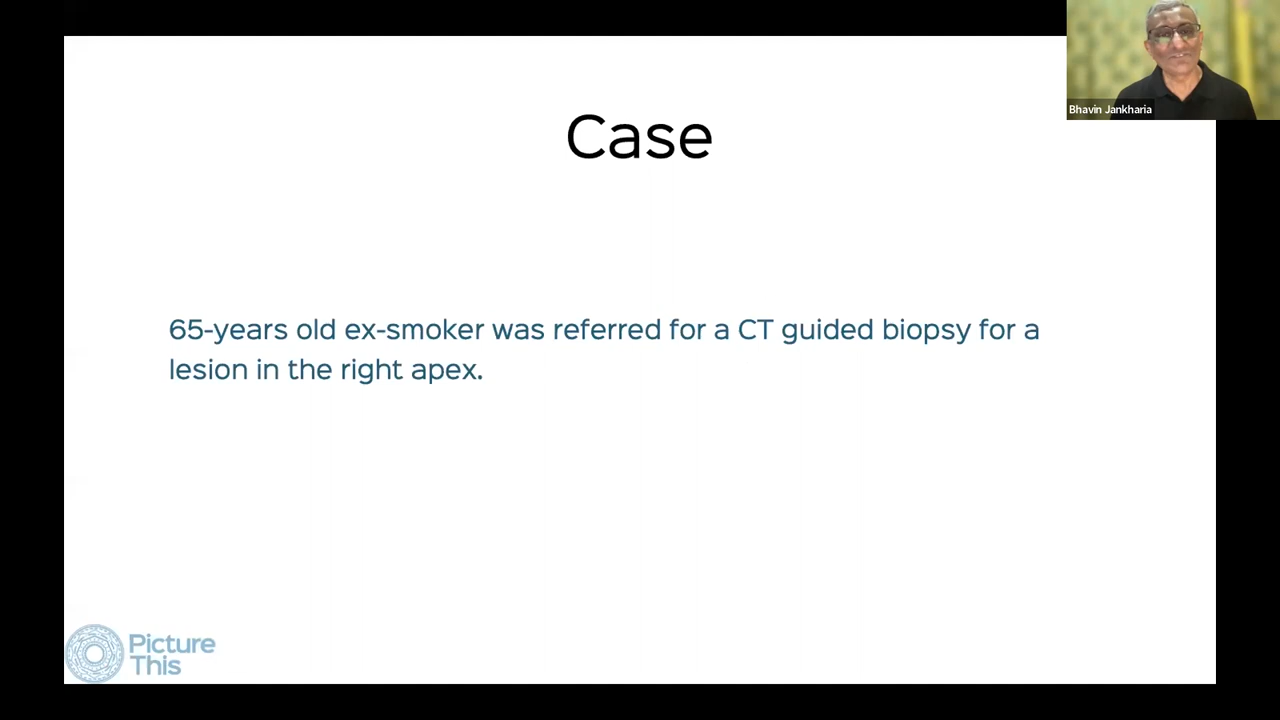 Bhavin Jankharia
Case
65-years old ex-smoker was referred for a CT guided biopsy for a
lesion in the right apex.
Picture
This